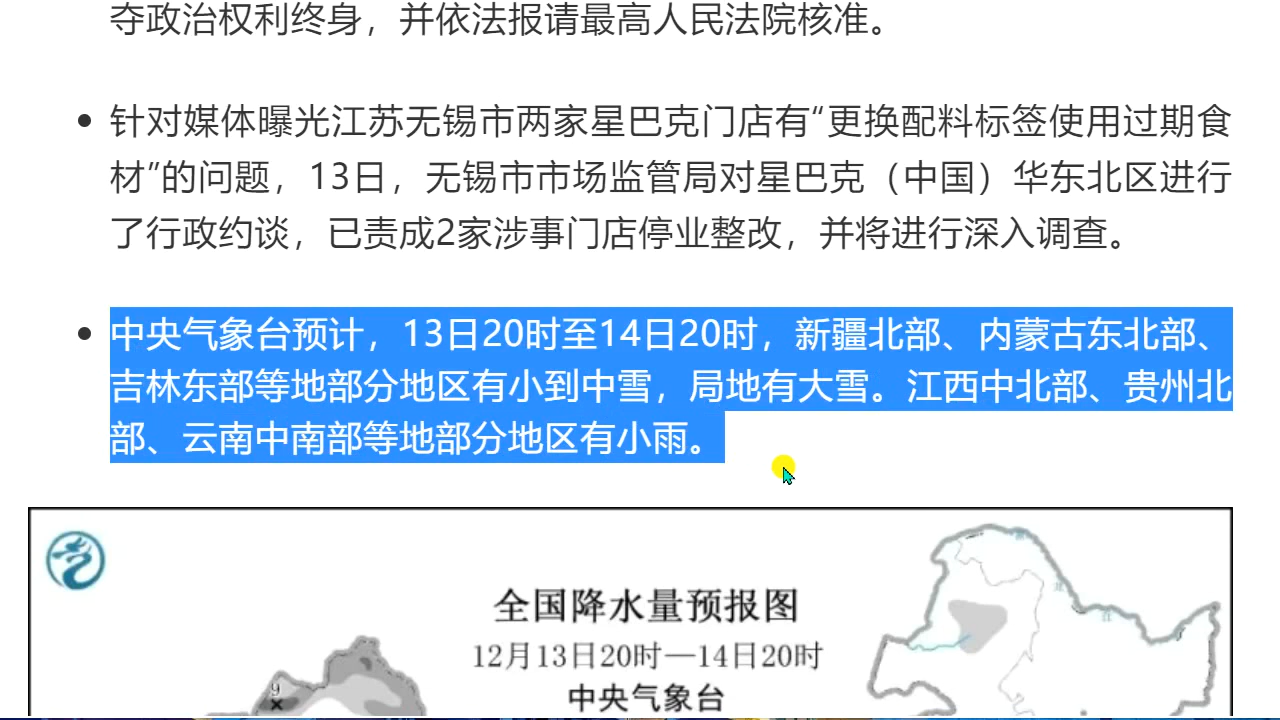 夺政治权利终身，并依法报请最高人民法院核准。
针对媒体曝光江苏无锡市两家星巴克门店有“更换配料标签使用过期食
材”的问题，13日，无锡市市场监管局对星巴克（中国）华东北区进行
了行政约谈，已责成2家涉事门店停业整改，并将进行深入调查。
中央气象台预计，13日20时至14日20时，新疆北部、内蒙古东北部、
吉林东部等地部分地区有小到中雪，局地有大雪。江西中北部、贵州北
部、云南中南部等地部分地区有小雨。
全国降水量预报图
12月13日20时—14日20时
中央气象台
9